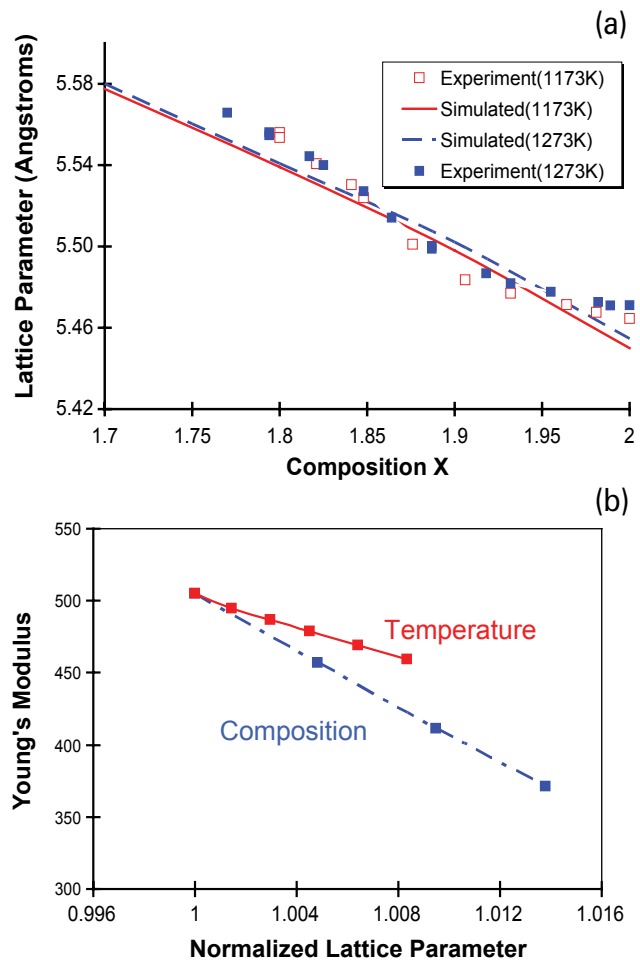 (a)
Lattice Parameter (Angstroms)
5.58
5.54
5.50
5.46
5.42
Experiment(1173K)
Simulated(1173K)
Simulated(1273K)
Experiment(1273K)
1.7 1.75 1.8 1.85 1.9 1.95 2
Composition X
(b)
Young's Modulus
550
500
450
400
350
300
Temperature
Composition
0.996 1 1.004 1.008 1.012 1.016
Normalized Lattice Parameter